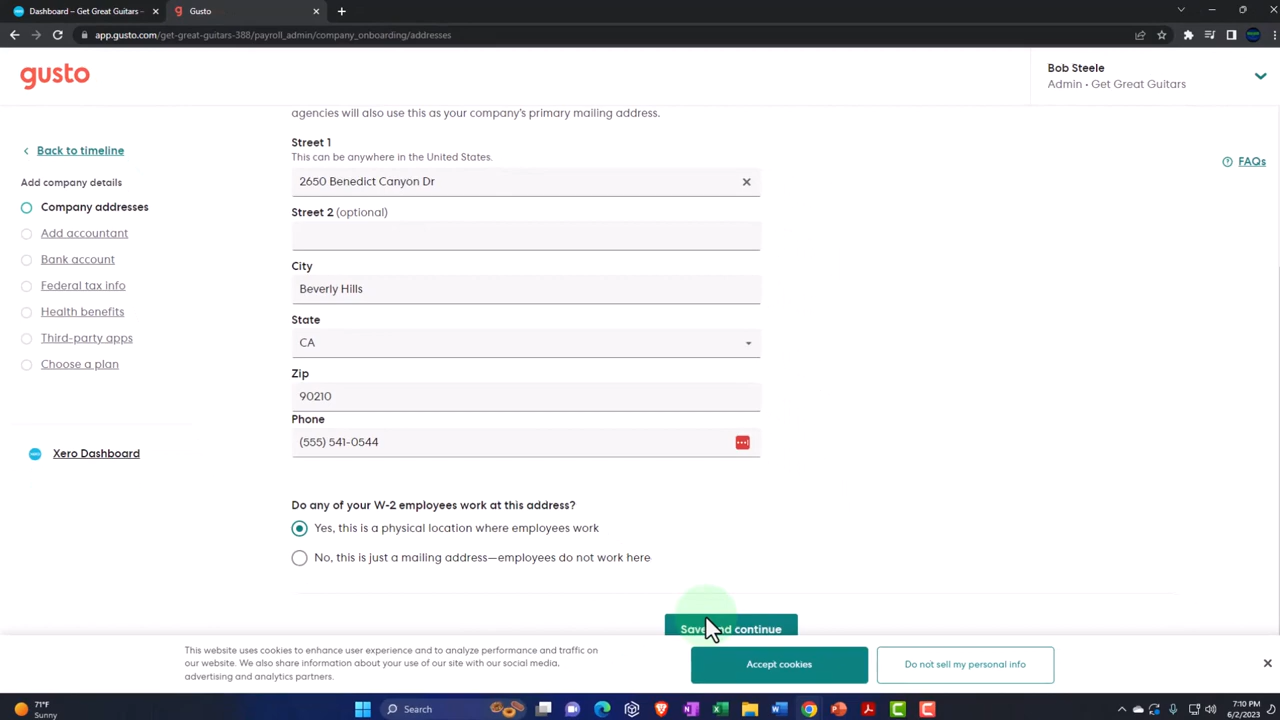 Dashboard – Get Great Guitars –
Gusto
app.gusto.com/get-great-guitars-388/payroll_admin/company_onboarding/addresses
gusto
Bob Steele
Admin • Get Great Guitars
agencies will also use this as your company's primary mailing address.
Back to timeline
FAQs
Add company details
Company addresses
Add accountant
Bank account
Federal tax info
Health benefits
Third-party apps
Choose a plan
XERO
Xero Dashboard
Street 1
This can be anywhere in the United States.
2650 Benedict Canyon Dr
Street 2 (optional)
City
Beverly Hills
State
CA
Zip
90210
Phone
(555) 541-0544
Do any of your W-2 employees work at this address?
Yes, this is a physical location where employees work
No, this is just a mailing address—employees do not work here
Save and continue
This website uses cookies to enhance user experience and to analyze performance and traffic on
our website. We also share information about your use of our site with our social media,
advertising and analytics partners.
Accept cookies
Do not sell my personal info
71°F
Sunny
Search
7:10 PM
6/2/2023